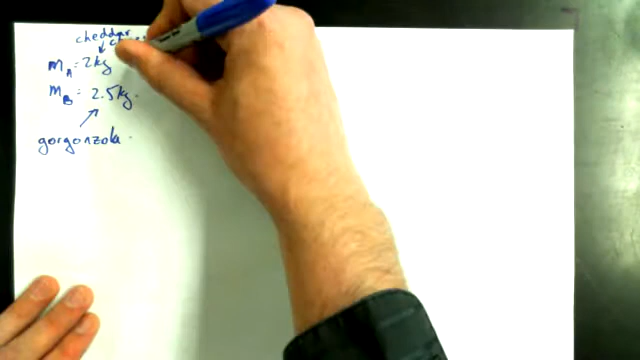 cheddar
m_A = 2kg
m_B = 2.5kg.
gorgonzola.